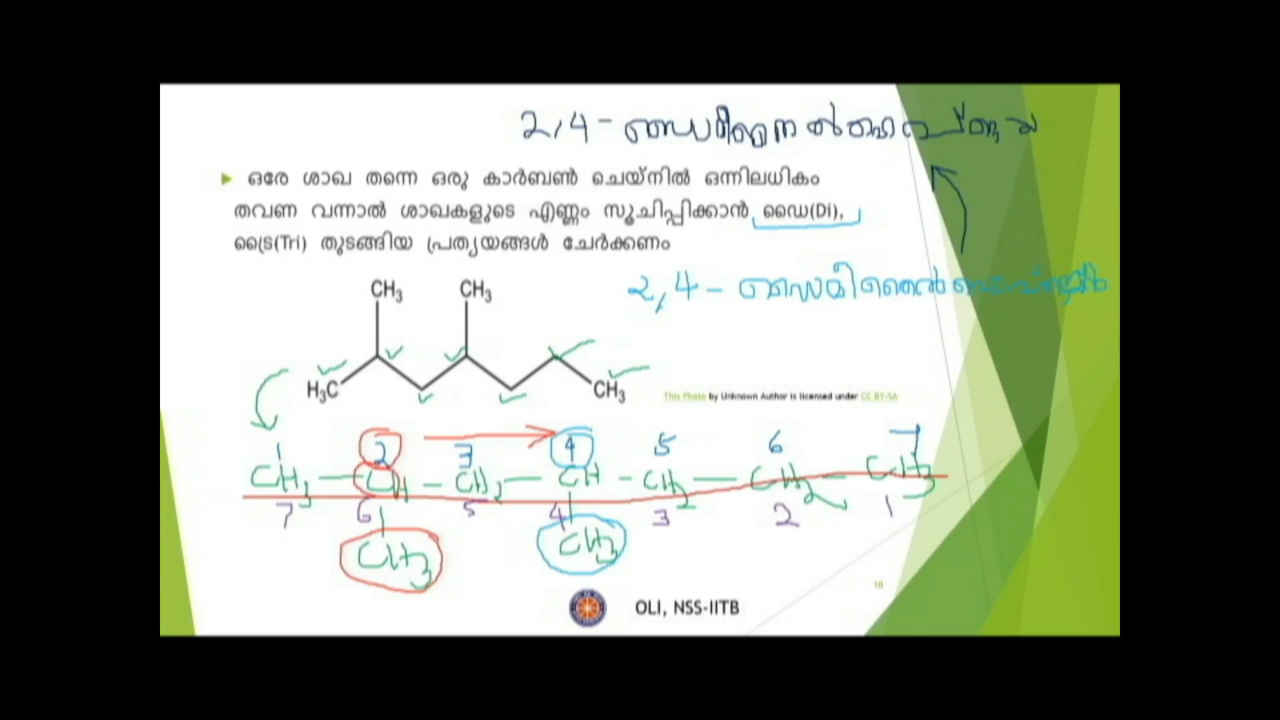 2,4 -
ഒരേ ശാഖ തന്നെ ഒരു കാർബൺ ചെയ്നിൽ ഒന്നിലധികം
തവണ വന്നാൽ ശാഖകളുടെ എണ്ണം സൂചിപ്പിക്കാൻ ഡൈ(Di),
ട്രൈ(Tri) തുടങ്ങിയ പ്രത്യയങ്ങൾ ചേർക്കണം
2,4 - ഡൈമീതൈൽ
CH₃ CH₃
H₃C CH₃
This Photo by Unknown Author is licensed under CC BY-SA
1 2 3 4 5 6 7
CH₃ — CH — CH₂ — CH — CH₂ — CH₂ — CH₃
7 6 5 4 3 2 1
CH₃ CH₃
10
OLI, NSS-IITB